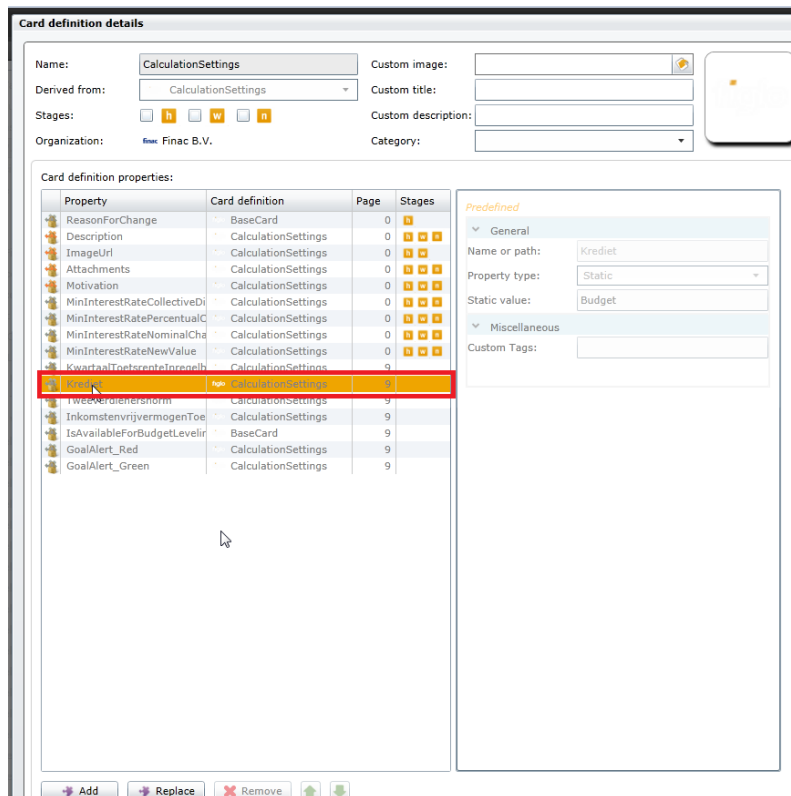 Card definition details
Name: CalculationSettings Custom image:
Derived from: CalculationSettings Custom title:
Stages: h w n Custom description:
Organization: finac Finac B.V. Category:
Card definition properties:
Property Card definition Page Stages
Predefined
ReasonForChange BaseCard 0 h
General
Description CalculationSettings 0 h w n
Name or path: Krediet
ImageUrl CalculationSettings 0 h w
Attachments CalculationSettings 0 h w n
Property type: Static
Motivation CalculationSettings 0 h w n
Static value: Budget
MinInterestRateCollectiveDi CalculationSettings 0 h w n
MinInterestRatePercentualC CalculationSettings 0 h w n
Miscellaneous
MinInterestRateNominalCha CalculationSettings 0 h w n
Custom Tags:
MinInterestRateNewValue CalculationSettings 0 h w n
KwartaalToetsrenteInregelb CalculationSettings 9
Krediet figlo CalculationSettings 9
Tweeverdienersnorm CalculationSettings 9
InkomstenvrijvermogenToe CalculationSettings 9
IsAvailableForBudgetLevelin BaseCard 9
GoalAlert_Red CalculationSettings 9
GoalAlert_Green CalculationSettings 9
Add Replace Remove